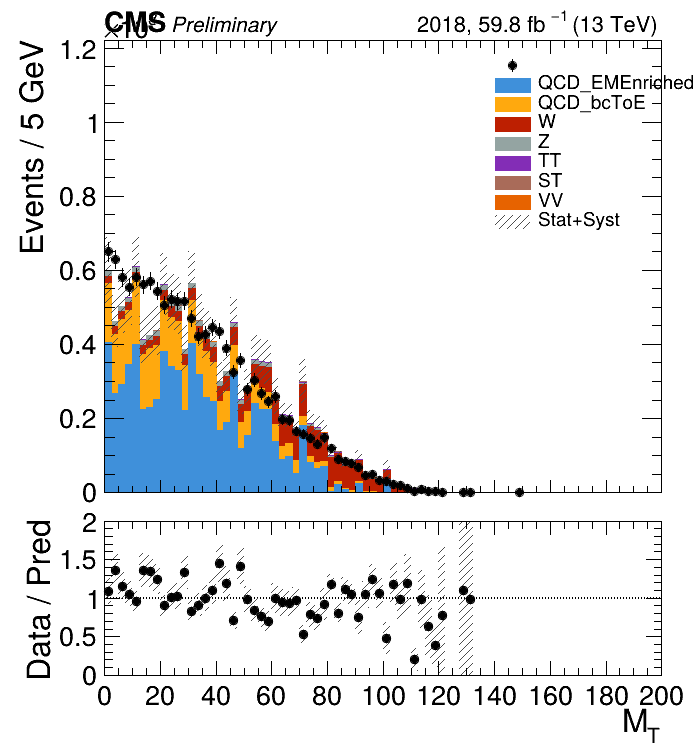 CMS Preliminary 2018, 59.8 fb⁻¹ (13 TeV)
Events / 5 GeV
1.2
1
0.8
0.6
0.4
0.2
0
QCD_EMEnriched
QCD_bcToE
W
Z
TT
ST
VV
Stat+Syst
Data / Pred
2
1.5
1
0.5
0
0 20 40 60 80 100 120 140 160 180 200
M_T